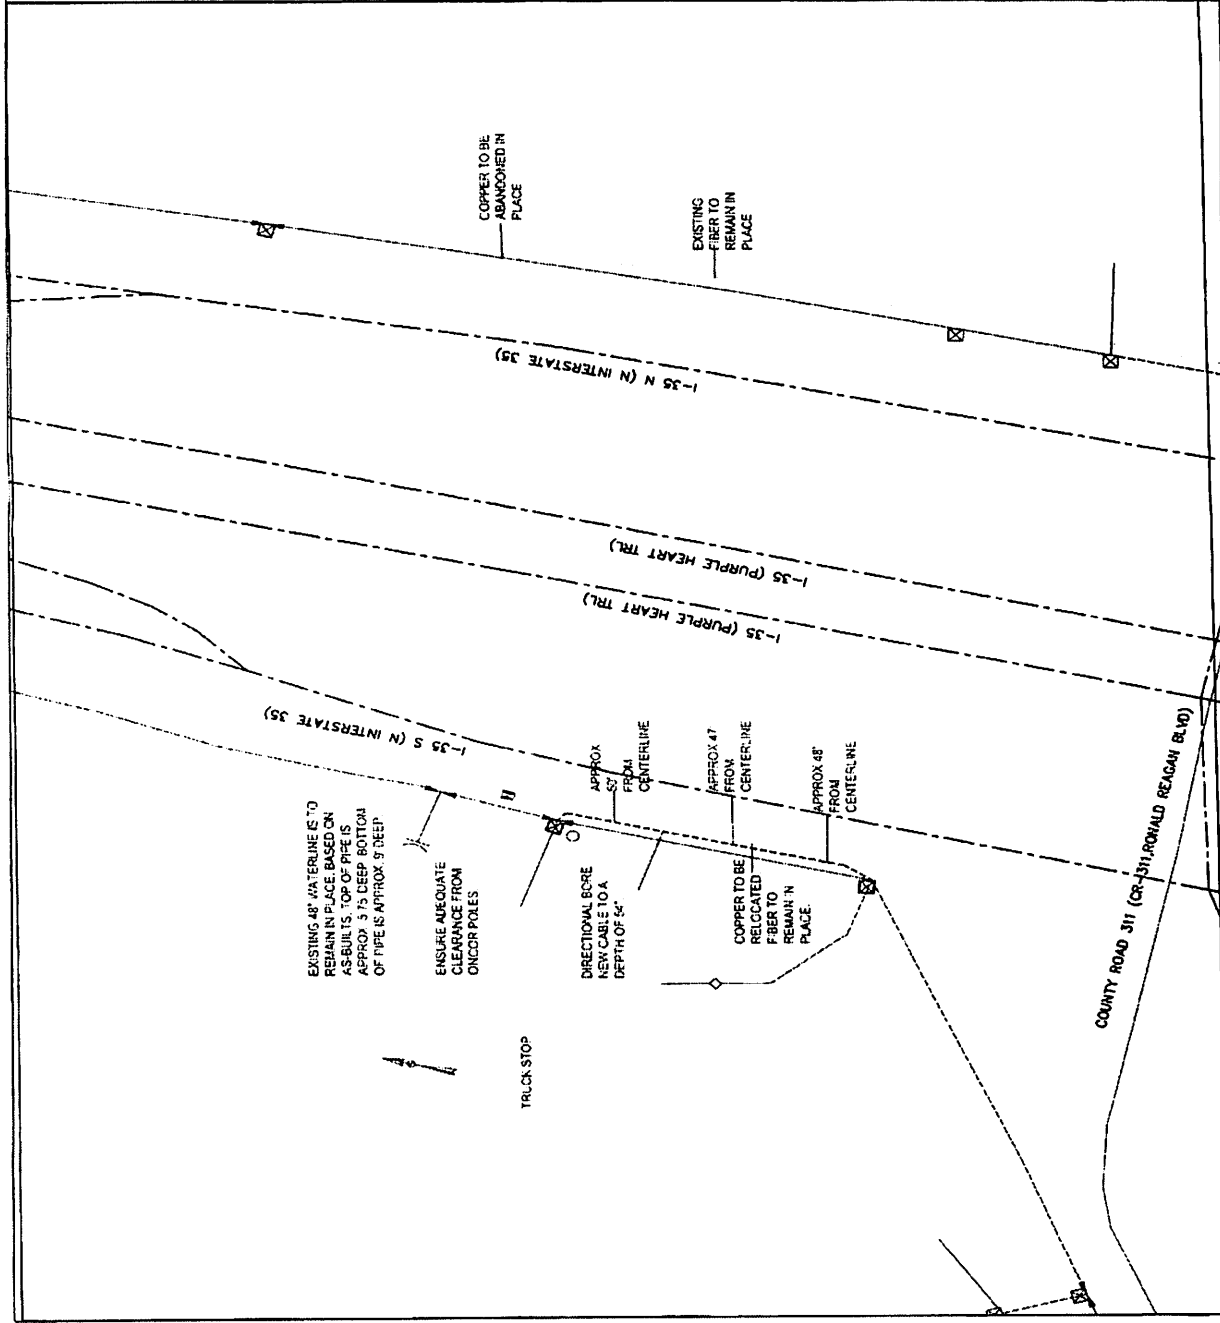 COPPER TO BE
ABANDONED IN
PLACE
EXISTING
FIBER TO
REMAIN IN
PLACE
I-35 N (N INTERSTATE 35)
I-35 (PURPLE HEART TRL)
I-35 (PURPLE HEART TRL)
I-35 S (N INTERSTATE 35)
EXISTING 48" WATERLINE IS TO
REMAIN IN PLACE. BASED ON
AS-BUILTS, TOP OF PIPE IS
APPROX 5.75 DEEP BOTTOM
OF PIPE IS APPROX 9' DEEP
ENSURE ADEQUATE
CLEARANCE FROM
ONCOR POLES
APPROX
50'
FROM
CENTERLINE
APPROX 47'
FROM
CENTERLINE
APPROX 48'
FROM
CENTERLINE
DIRECTIONAL BORE
NEW CABLE TO A
DEPTH OF 54"
COPPER TO BE
RELOCATED
FIBER TO
REMAIN IN
PLACE.
TRUCK STOP
COUNTY ROAD 311 (CR-311,RONALD REAGAN BLVD)